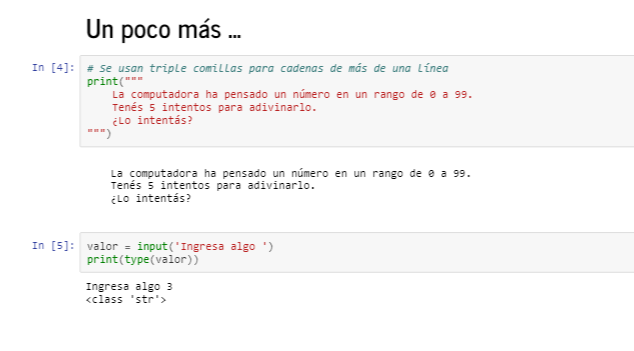 Un poco más ...
In [4]: # Se usan triple comillas para cadenas de más de una línea
print("""
    La computadora ha pensado un número en un rango de 0 a 99.
    Tenés 5 intentos para adivinarlo.
    ¿Lo intentás?
""")
    La computadora ha pensado un número en un rango de 0 a 99.
    Tenés 5 intentos para adivinarlo.
    ¿Lo intentás?
In [5]: valor = input('Ingresa algo ')
print(type(valor))
Ingresa algo 3
<class 'str'>